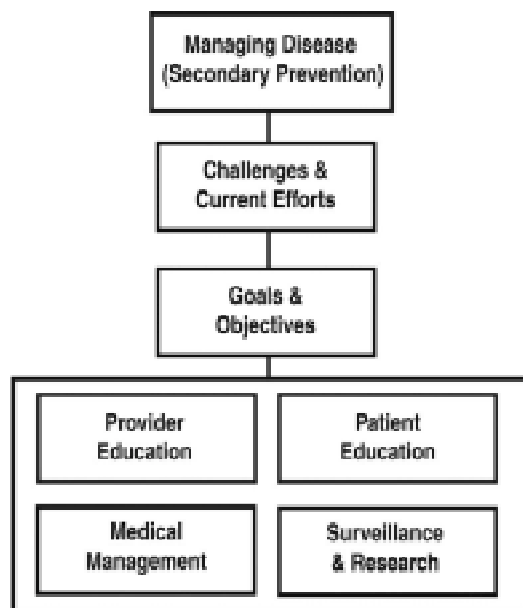 Managing Disease
(Secondary Prevention)
Challenges &
Current Efforts
Goals &
Objectives
Provider
Education
Patient
Education
Medical
Management
Surveillance
& Research